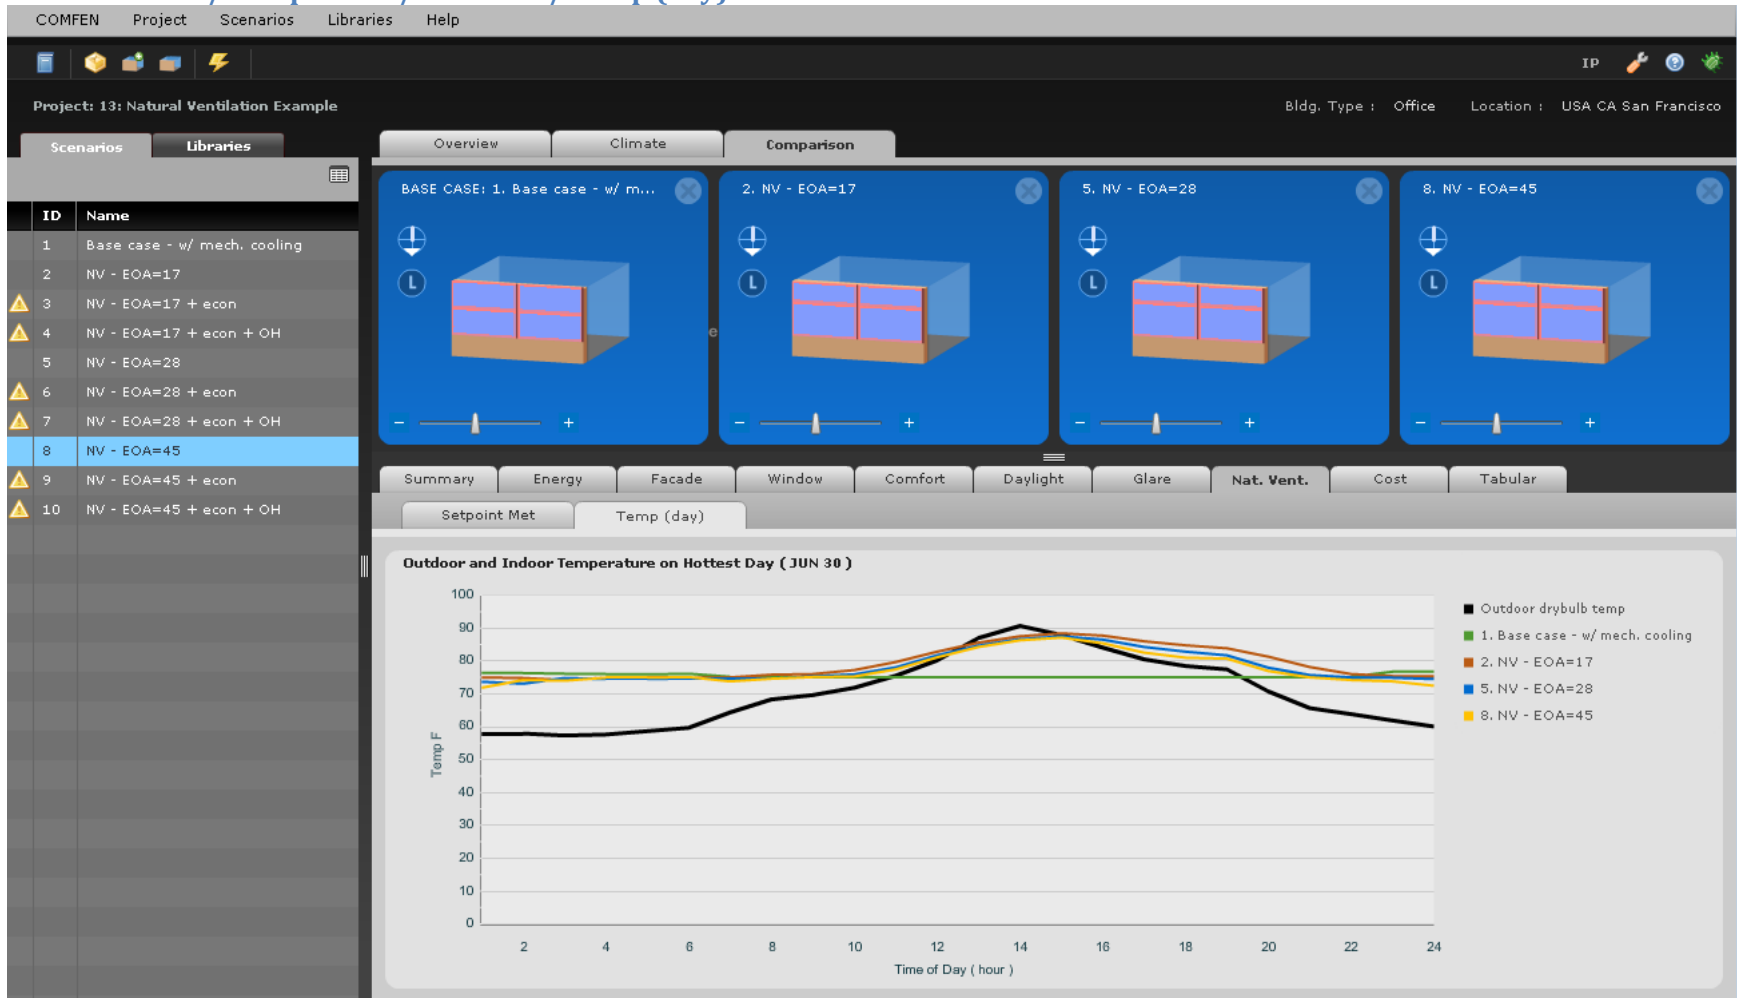 COMFEN Project Scenarios Libraries Help
IP
Project: 13: Natural Ventilation Example
Bldg. Type : Office Location : USA CA San Francisco
Scenarios Libraries
Overview Climate Comparison
BASE CASE: 1. Base case - w/ m...
2. NV - EOA=17
5. NV - EOA=28
8. NV - EOA=45
L
L
L
L
e
ID Name
1 Base case - w/ mech. cooling
2 NV - EOA=17
3 NV - EOA=17 + econ
4 NV - EOA=17 + econ + OH
5 NV - EOA=28
6 NV - EOA=28 + econ
7 NV - EOA=28 + econ + OH
8 NV - EOA=45
9 NV - EOA=45 + econ
10 NV - EOA=45 + econ + OH
Summary Energy Facade Window Comfort Daylight Glare Nat. Vent. Cost Tabular
Setpoint Met Temp (day)
Outdoor and Indoor Temperature on Hottest Day ( JUN 30 )
100
90
80
70
60
50
40
30
20
10
0
Temp F
2 4 6 8 10 12 14 16 18 20 22 24
Time of Day ( hour )
Outdoor drybulb temp
1. Base case - w/ mech. cooling
2. NV - EOA=17
5. NV - EOA=28
8. NV - EOA=45